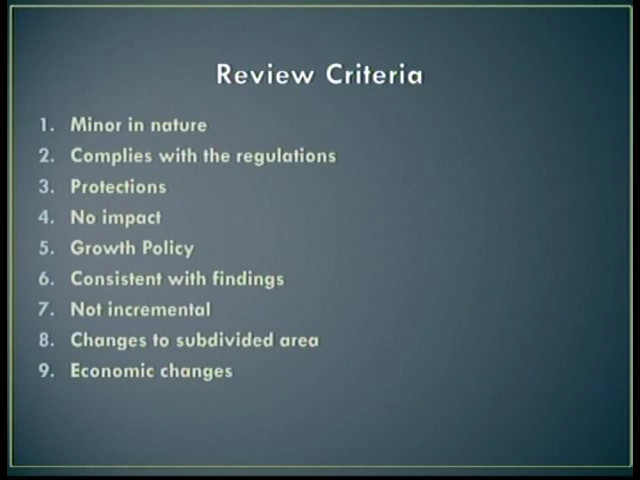 Review Criteria
1. Minor in nature
2. Complies with the regulations
3. Protections
4. No impact
5. Growth Policy
6. Consistent with findings
7. Not incremental
8. Changes to subdivided area
9. Economic changes